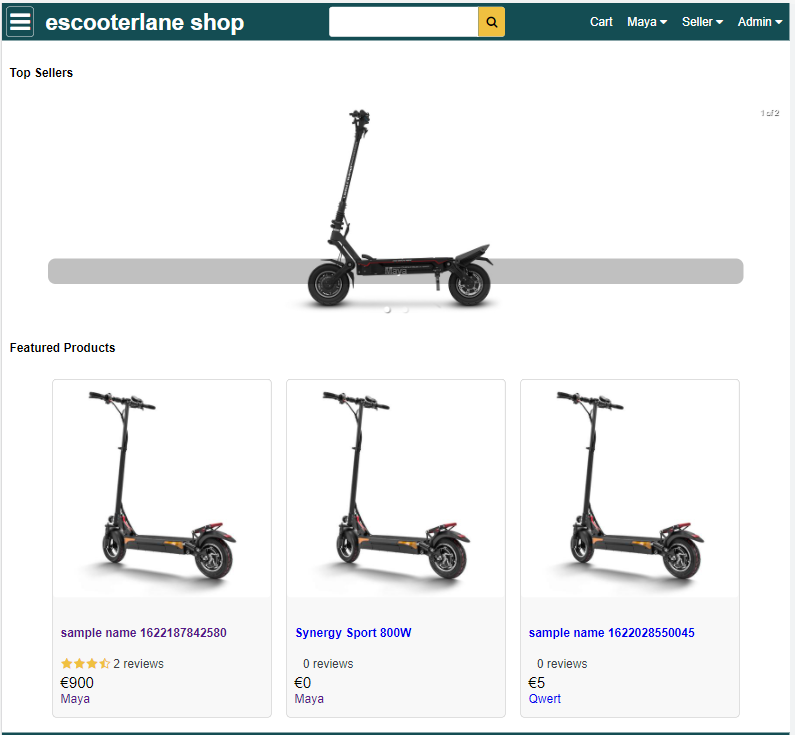 escooterlane shop
Cart Maya Seller Admin
Top Sellers
1 of 2
Maya
Featured Products
sample name 1622187842580
2 reviews
€900
Maya
Synergy Sport 800W
0 reviews
€0
Maya
sample name 1622028550045
0 reviews
€5
Qwert